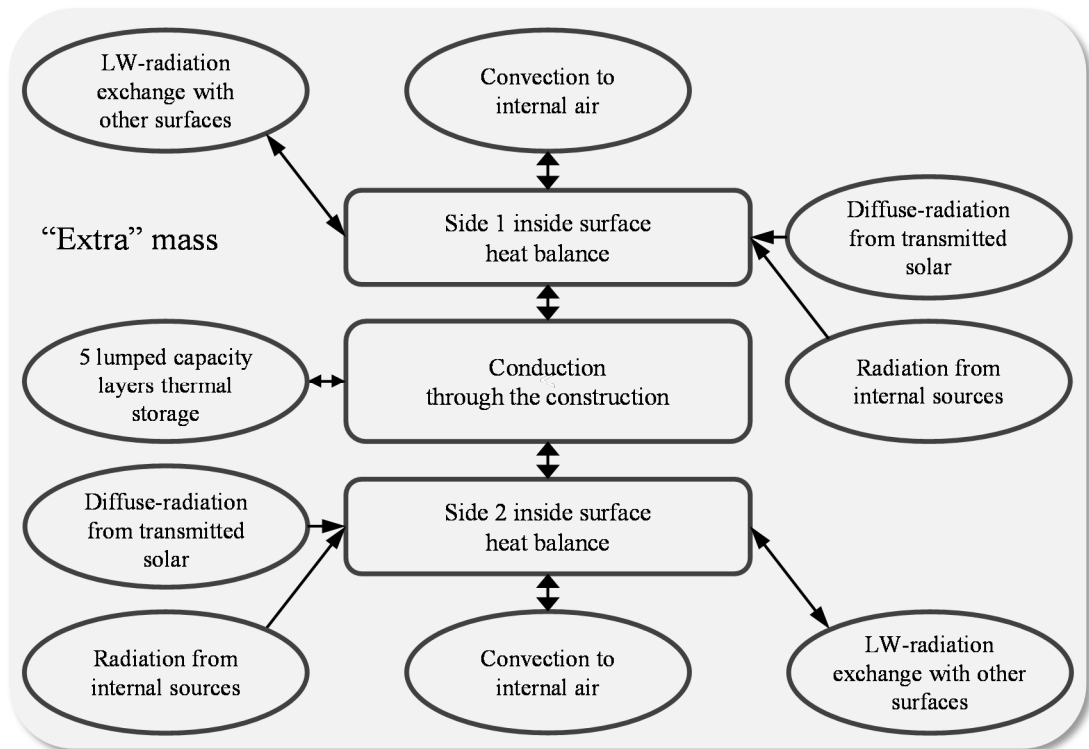 LW-radiation
exchange with
other surfaces
Convection to
internal air
Side 1 inside surface
heat balance
Diffuse-radiation
from transmitted
solar
“Extra” mass
5 lumped capacity
layers thermal
storage
Conduction
through the construction
Radiation from
internal sources
Diffuse-radiation
from transmitted
solar
Side 2 inside surface
heat balance
Radiation from
internal sources
Convection to
internal air
LW-radiation
exchange with other
surfaces